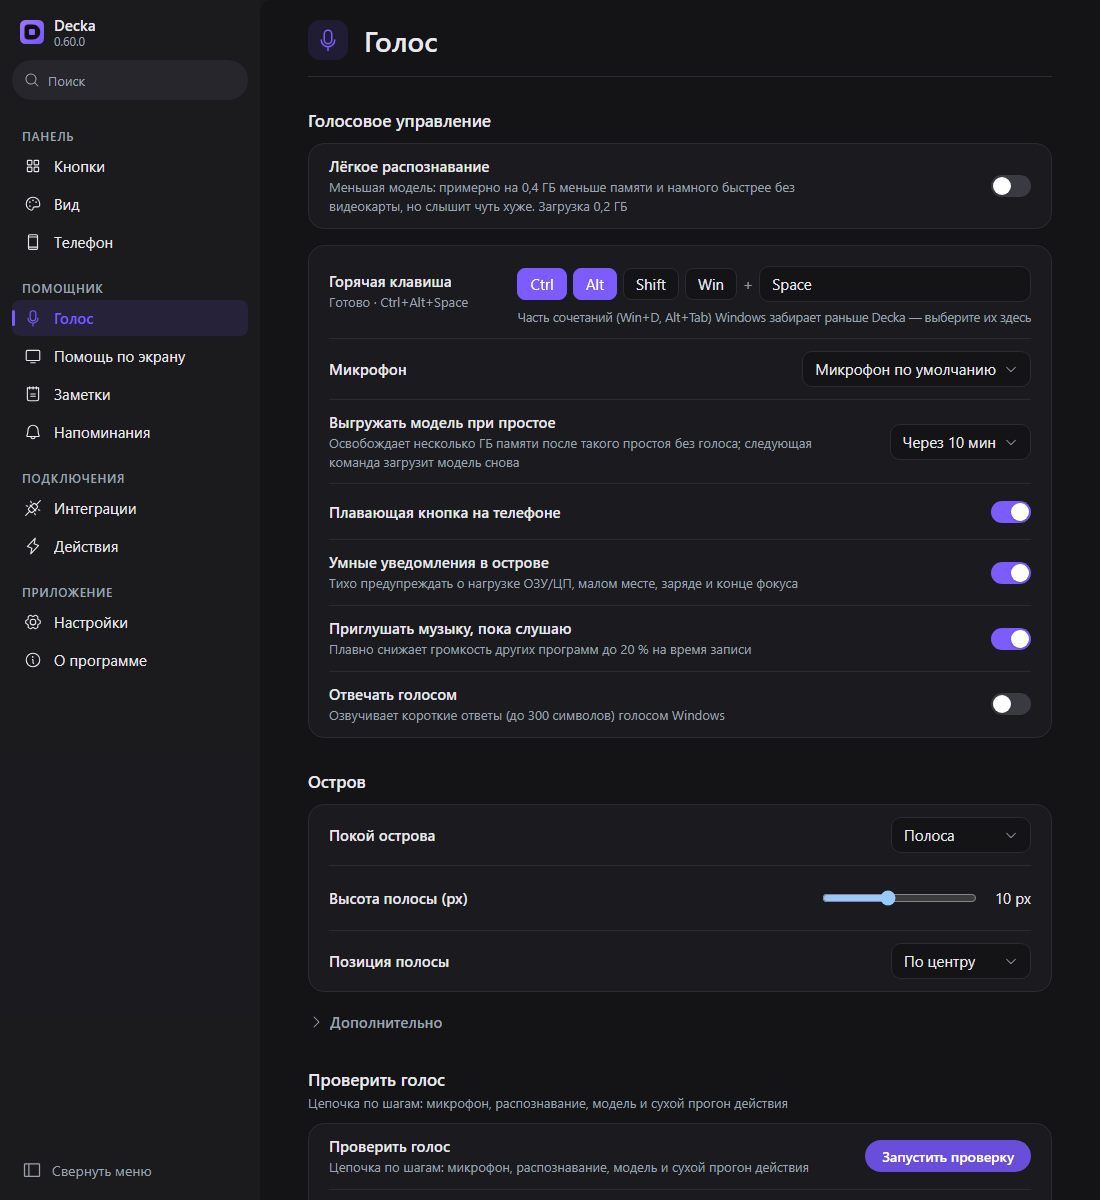 Decka
0.60.0
Поиск
ПАНЕЛЬ
Кнопки
Вид
Телефон
ПОМОЩНИК
Голос
Помощь по экрану
Заметки
Напоминания
ПОДКЛЮЧЕНИЯ
Интеграции
Действия
ПРИЛОЖЕНИЕ
Настройки
О программе
Свернуть меню
Голос
Голосовое управление
Лёгкое распознавание
Меньшая модель: примерно на 0,4 ГБ меньше памяти и намного быстрее без
видеокарты, но слышит чуть хуже. Загрузка 0,2 ГБ
Горячая клавиша
Готово · Ctrl+Alt+Space
Ctrl Alt Shift Win + Space
Часть сочетаний (Win+D, Alt+Tab) Windows забирает раньше Decka — выберите их здесь
Микрофон
Микрофон по умолчанию
Выгружать модель при простое
Освобождает несколько ГБ памяти после такого простоя без голоса; следующая
команда загрузит модель снова
Через 10 мин
Плавающая кнопка на телефоне
Умные уведомления в острове
Тихо предупреждать о нагрузке ОЗУ/ЦП, малом месте, заряде и конце фокуса
Приглушать музыку, пока слушаю
Плавно снижает громкость других программ до 20 % на время записи
Отвечать голосом
Озвучивает короткие ответы (до 300 символов) голосом Windows
Остров
Покой острова
Полоса
Высота полосы (px)
10 px
Позиция полосы
По центру
Дополнительно
Проверить голос
Цепочка по шагам: микрофон, распознавание, модель и сухой прогон действия
Проверить голос
Цепочка по шагам: микрофон, распознавание, модель и сухой прогон действия
Запустить проверку